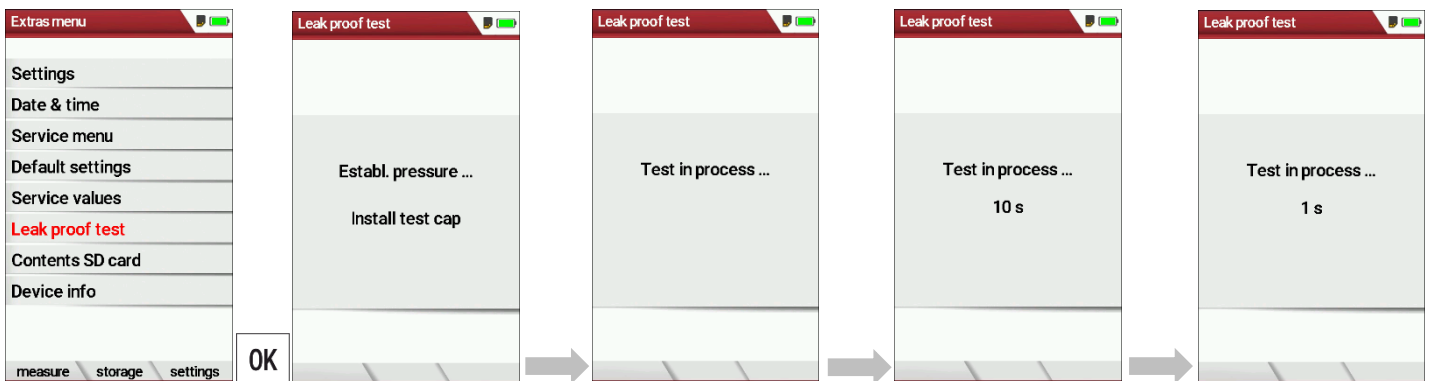 Extras menu
Settings
Date & time
Service menu
Default settings
Service values
Leak proof test
Contents SD card
Device info
measure storage settings
OK
Leak proof test
Establ. pressure ...
Install test cap
Leak proof test
Test in process ...
Leak proof test
Test in process ...
10 s
Leak proof test
Test in process ...
1 s